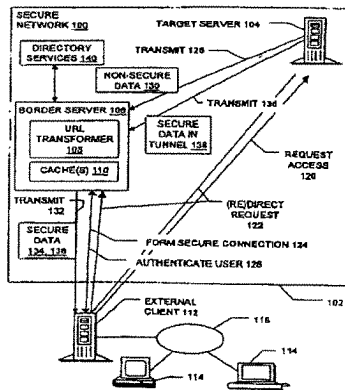 SECURE
NETWORK 100
TARGET SERVER 104
DIRECTORY
SERVICES 140
TRANSMIT 126
NON-SECURE
DATA 130
TRANSMIT 136
BORDER SERVER 106
URL
TRANSFORMER
108
CACHE(S) 110
SECURE
DATA IN
TUNNEL 138
REQUEST
ACCESS
120
TRANSMIT
132
(RE)DIRECT
REQUEST
122
SECURE
DATA
134, 138
FORM SECURE CONNECTION 124
AUTHENTICATE USER 128
102
EXTERNAL
CLIENT 112
116
114
114